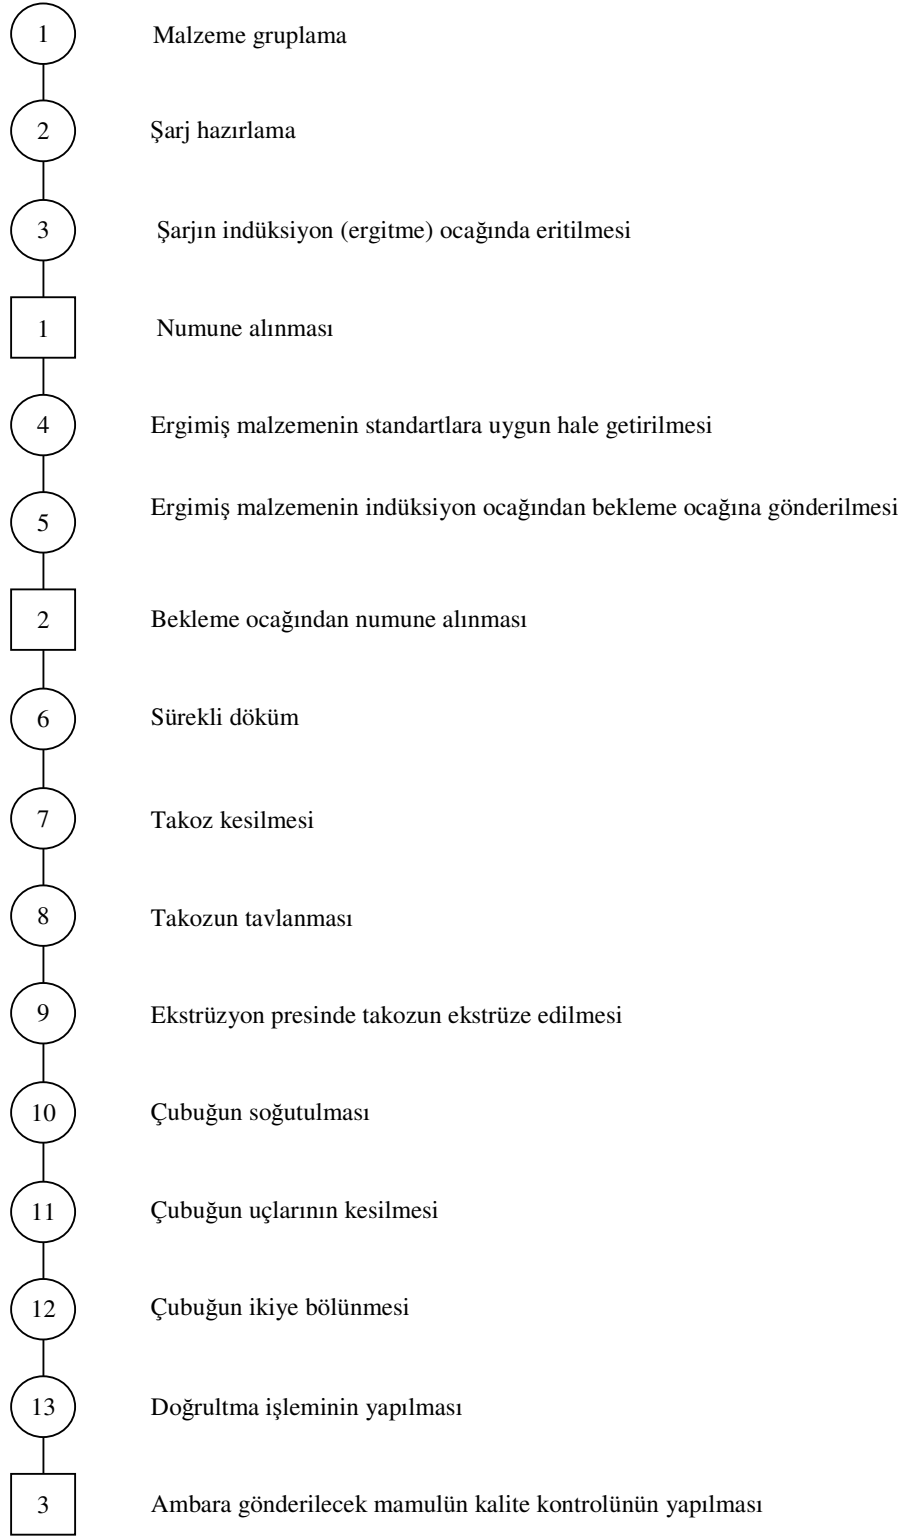 1 Malzeme gruplama
2 Şarj hazırlama
3 Şarjın indüksiyon (ergitme) ocağında eritilmesi
1 Numune alınması
4 Ergimiş malzemenin standartlara uygun hale getirilmesi
5 Ergimiş malzemenin indüksiyon ocağından bekleme ocağına gönderilmesi
2 Bekleme ocağından numune alınması
6 Sürekli döküm
7 Takoz kesilmesi
8 Takozun tavlanması
9 Ekstrüzyon presinde takozun ekstrüze edilmesi
10 Çubuğun soğutulması
11 Çubuğun uçlarının kesilmesi
12 Çubuğun ikiye bölünmesi
13 Doğrultma işleminin yapılması
3 Ambara gönderilecek mamulün kalite kontrolünün yapılması